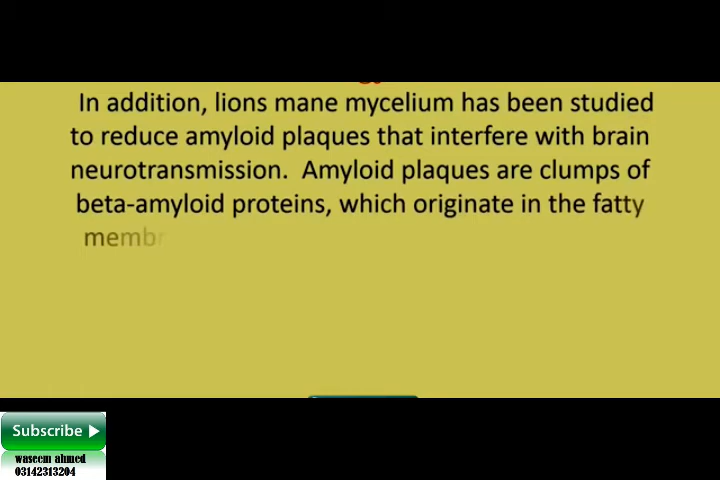 In addition, lions mane mycelium has been studied
to reduce amyloid plaques that interfere with brain
neurotransmission.  Amyloid plaques are clumps of
beta-amyloid proteins, which originate in the fatty
memb
Subscribe
waseem ahmed
03142313204